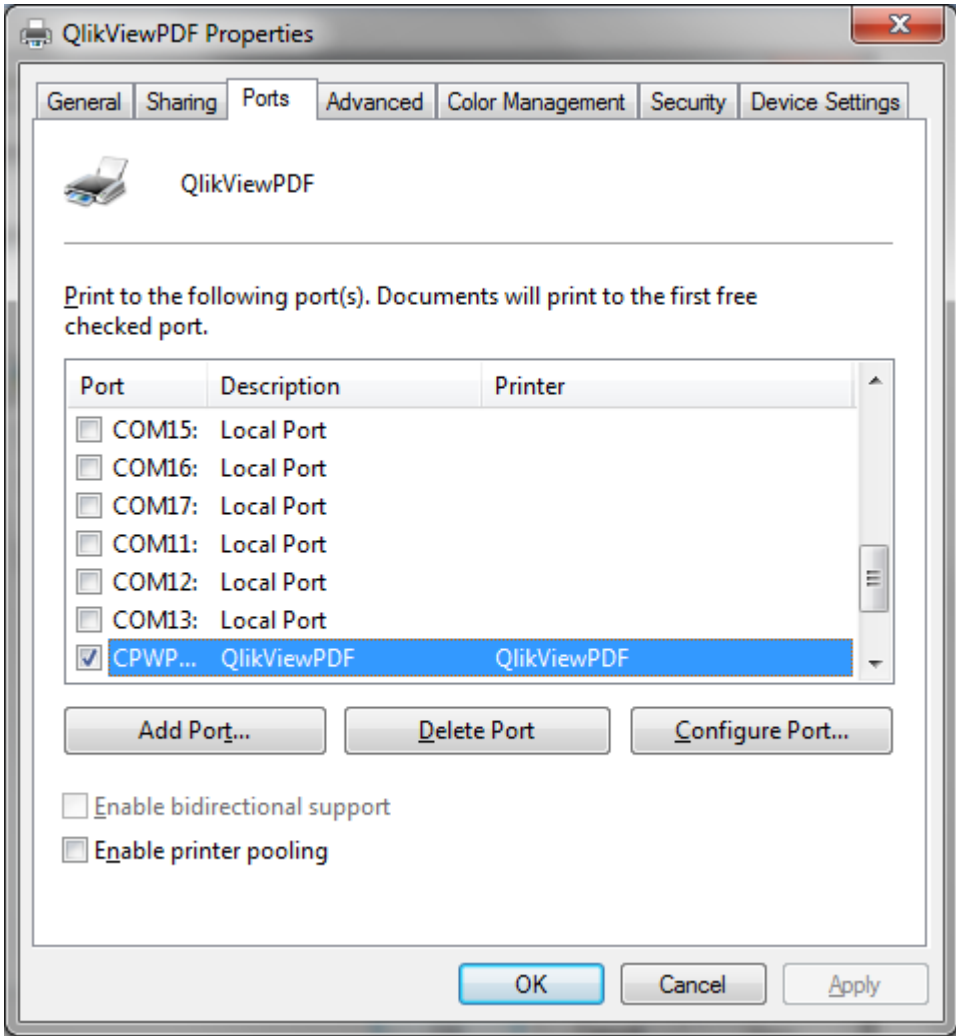 QlikViewPDF Properties
General Sharing Ports Advanced Color Management Security Device Settings
QlikViewPDF
Print to the following port(s). Documents will print to the first free
checked port.
Port Description Printer
COM15: Local Port
COM16: Local Port
COM17: Local Port
COM11: Local Port
COM12: Local Port
COM13: Local Port
CPWP... QlikViewPDF QlikViewPDF
Add Port... Delete Port Configure Port...
Enable bidirectional support
Enable printer pooling
OK Cancel Apply